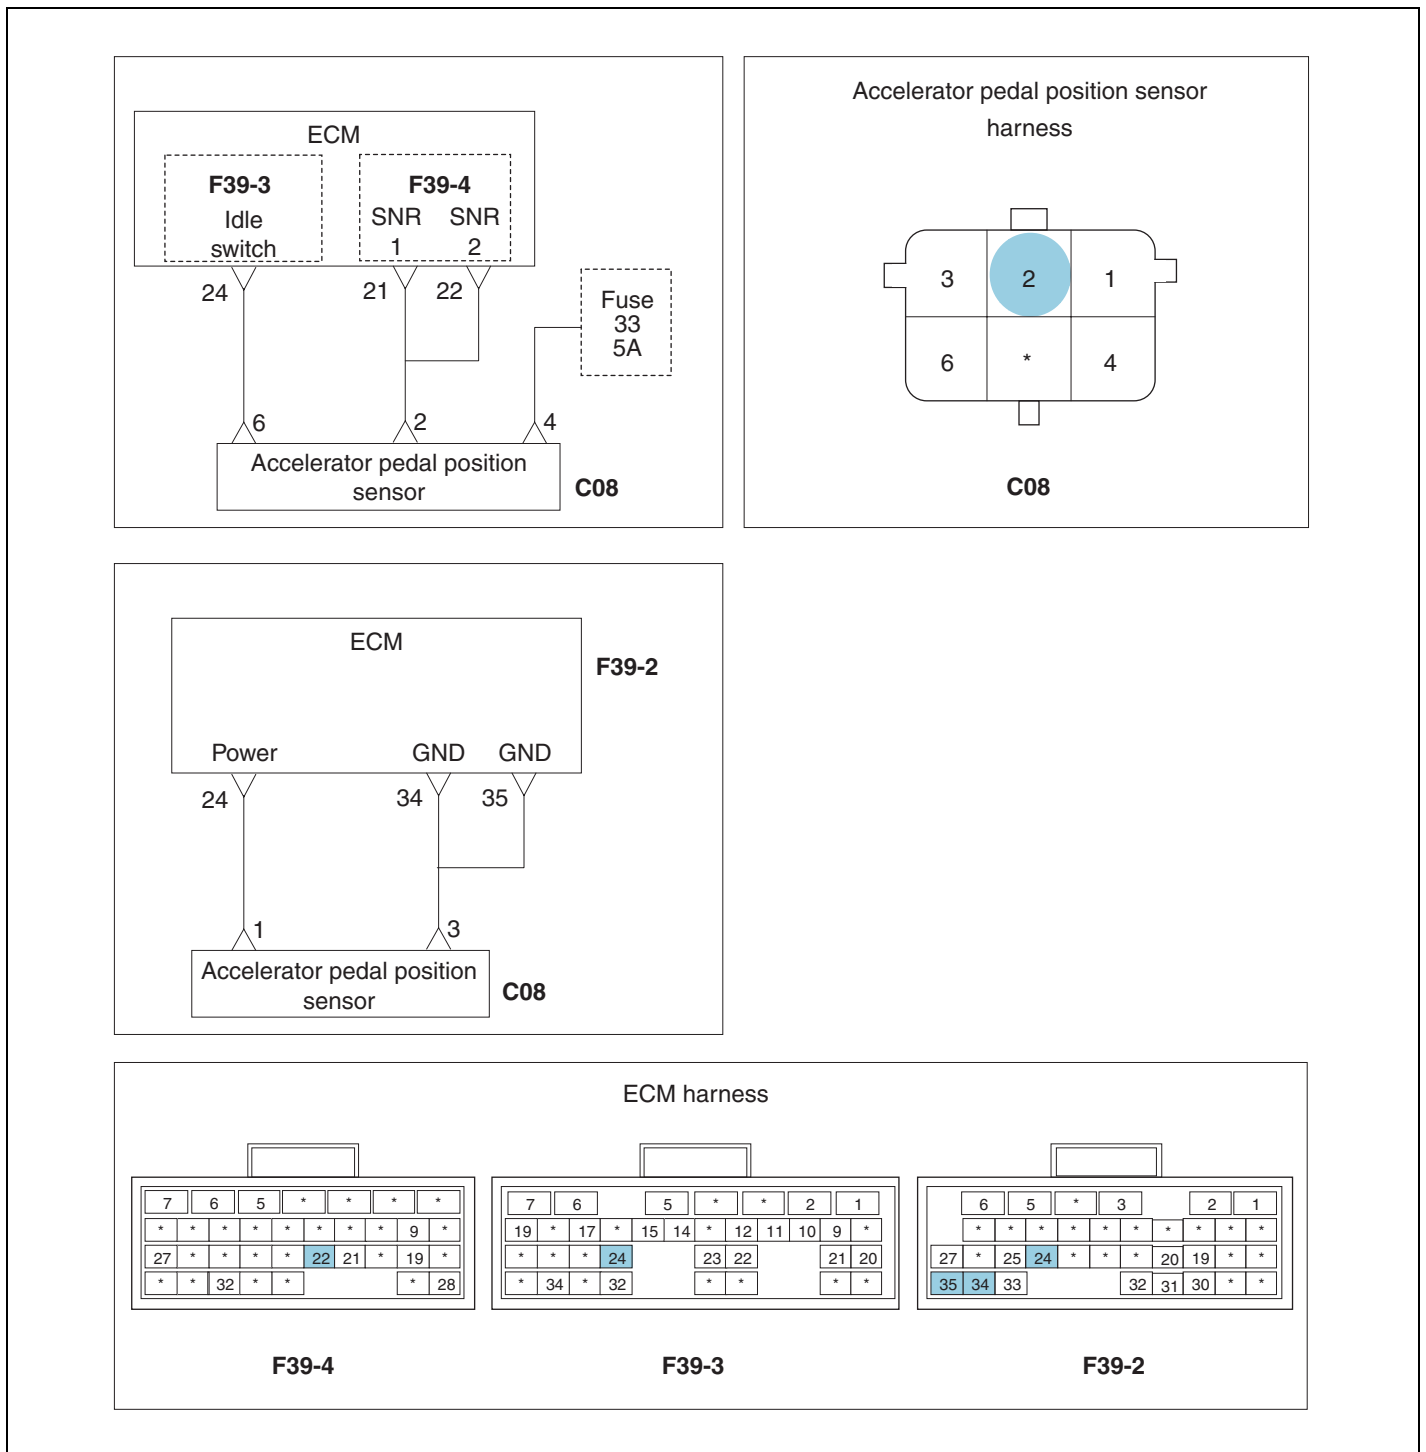 ECM
F39-3
F39-4
Idle
switch
SNR
SNR
1
2
24
21
22
Fuse
33
5A
6
2
4
Accelerator pedal position
sensor
C08
Accelerator pedal position sensor
harness
3
2
1
6
*
4
C08
ECM
F39-2
Power
GND
GND
24
34
35
1
3
Accelerator pedal position
sensor
C08
ECM harness
7 6 5 * * * *
* * * * * * * * 9 *
27 * * * * 22 21 * 19 *
* * 32 * * * 28
F39-4
7 6 5 * * 2 1
19 * 17 * 15 14 * 12 11 10 9 *
* * * 24 23 22 21 20
* 34 * 32 * * * *
F39-3
6 5 * 3 2 1
* * * * * * * * * *
27 * 25 24 * * * 20 19 * *
35 34 33 32 31 30 * *
F39-2